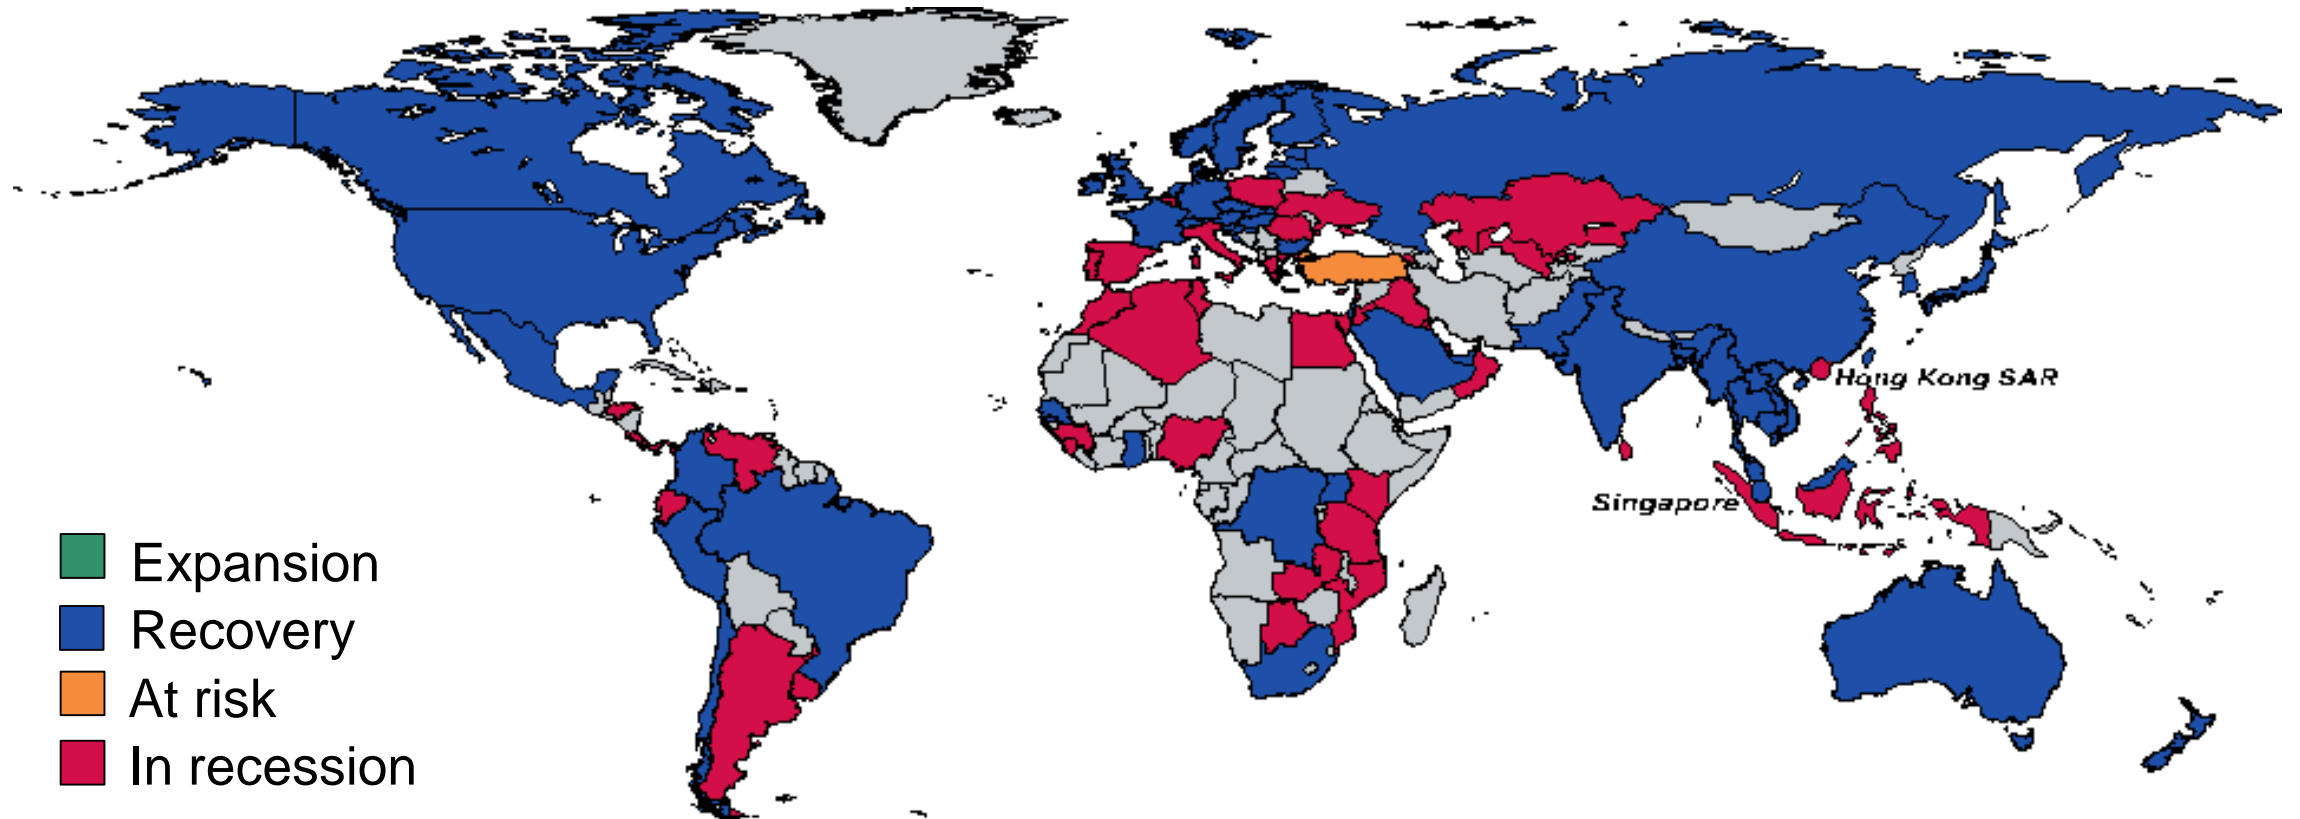 Hong Kong SAR
Singapore
Expansion
Recovery
At risk
In recession